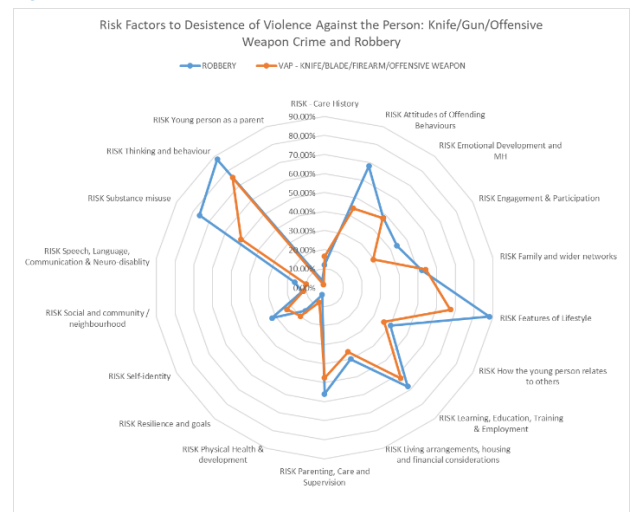 Risk Factors to Desistence of Violence Against the Person: Knife/Gun/Offensive
Weapon Crime and Robbery
ROBBERY
VAP - KNIFE/BLADE/FIREARM/OFFENSIVE WEAPON
RISK - Care History
90.00%
80.00%
70.00%
60.00%
50.00%
40.00%
30.00%
20.00%
10.00%
0.00%
RISK Attitudes of Offending
Behaviours
RISK Emotional Development and
MH
RISK Engagement & Participation
RISK Family and wider networks
RISK Features of Lifestyle
RISK How the young person relates
to others
RISK Learning, Education, Training
& Employment
RISK Living arrangements, housing
and financial considerations
RISK Parenting, Care and
Supervision
RISK Physical Health &
development
RISK Resilience and goals
RISK Self-identity
RISK Social and community /
neighbourhood
RISK Speech, Language,
Communication & Neuro-disability
RISK Substance misuse
RISK Thinking and behaviour
RISK Young person as a parent